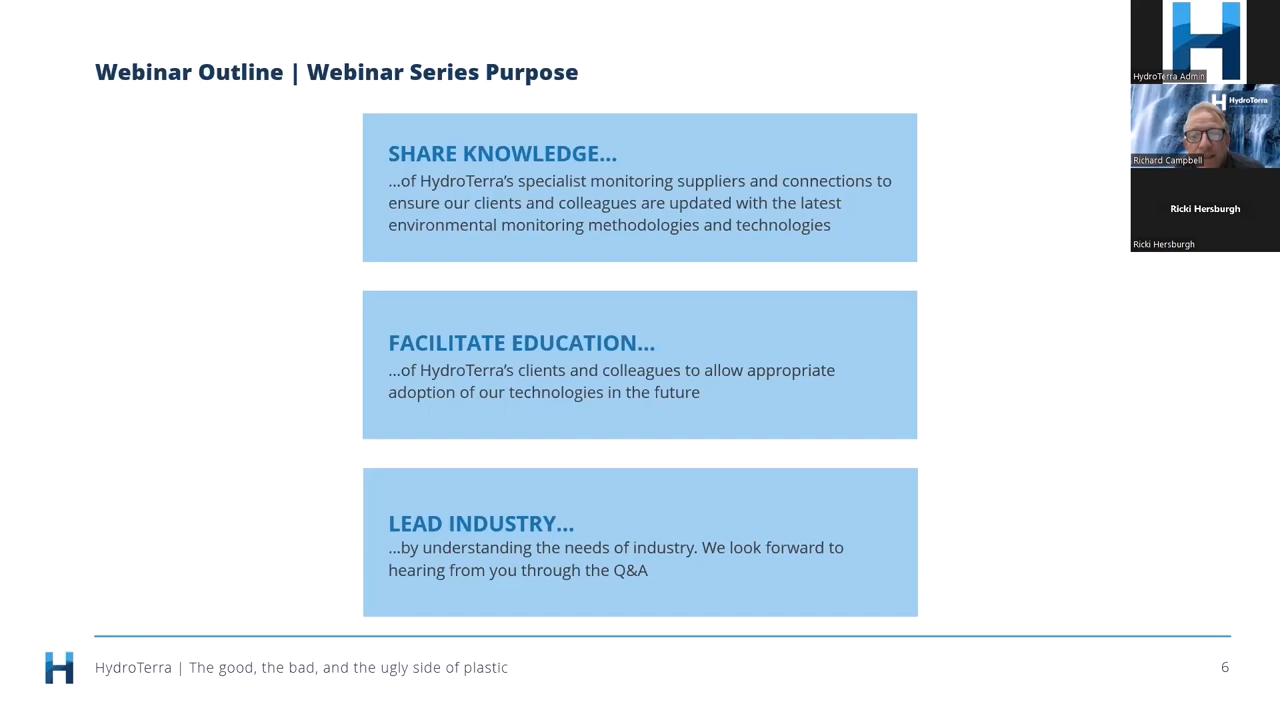 Webinar Outline | Webinar Series Purpose
SHARE KNOWLEDGE...
...of HydroTerra's specialist monitoring suppliers and connections to
ensure our clients and colleagues are updated with the latest
environmental monitoring methodologies and technologies
FACILITATE EDUCATION...
...of HydroTerra's clients and colleagues to allow appropriate
adoption of our technologies in the future
LEAD INDUSTRY...
...by understanding the needs of industry. We look forward to
hearing from you through the Q&A
HydroTerra | The good, the bad, and the ugly side of plastic
6
HydroTerra Admin
HydroTerra
Richard Campbell
Ricki Hersburgh
Ricki Hersburgh